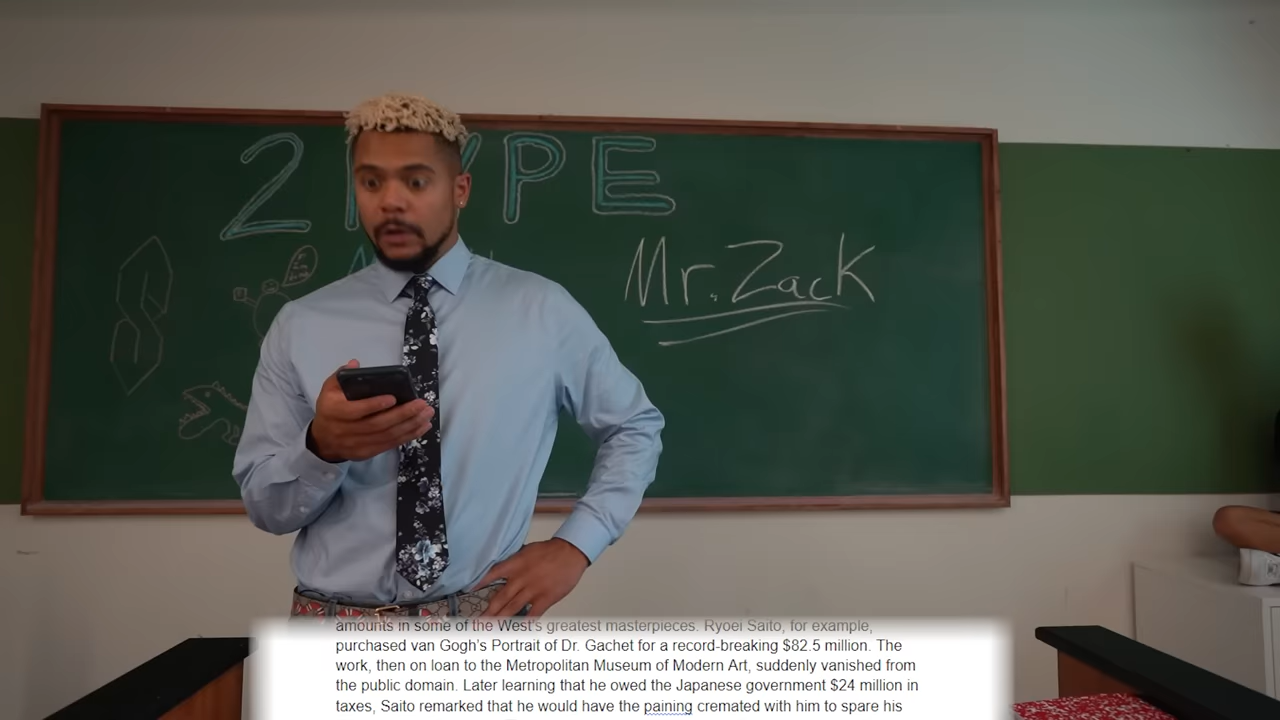 2HYPE
Mr. Zack
amounts in some of the West's greatest masterpieces. Ryoei Saito, for example,
purchased van Gogh's Portrait of Dr. Gachet for a record-breaking $82.5 million. The
work, then on loan to the Metropolitan Museum of Modern Art, suddenly vanished from
the public domain. Later learning that he owed the Japanese government $24 million in
taxes, Saito remarked that he would have the paining cremated with him to spare his